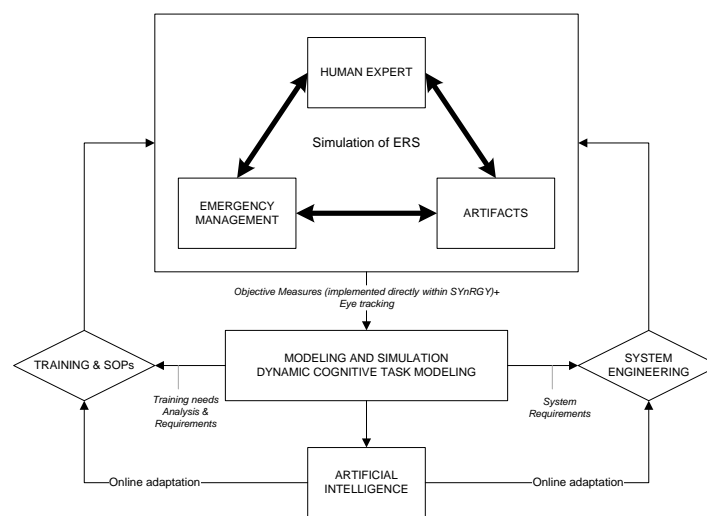 HUMAN EXPERT
Simulation of ERS
EMERGENCY
MANAGEMENT
ARTIFACTS
Objective Measures (implemented directly within SYnRGY)+
Eye tracking
TRAINING & SOPs
MODELING AND SIMULATION
DYNAMIC COGNITIVE TASK MODELING
SYSTEM
ENGINEERING
Training needs
Analysis &
Requirements
System
Requirements
Online adaptation
ARTIFICIAL
INTELLIGENCE
Online adaptation